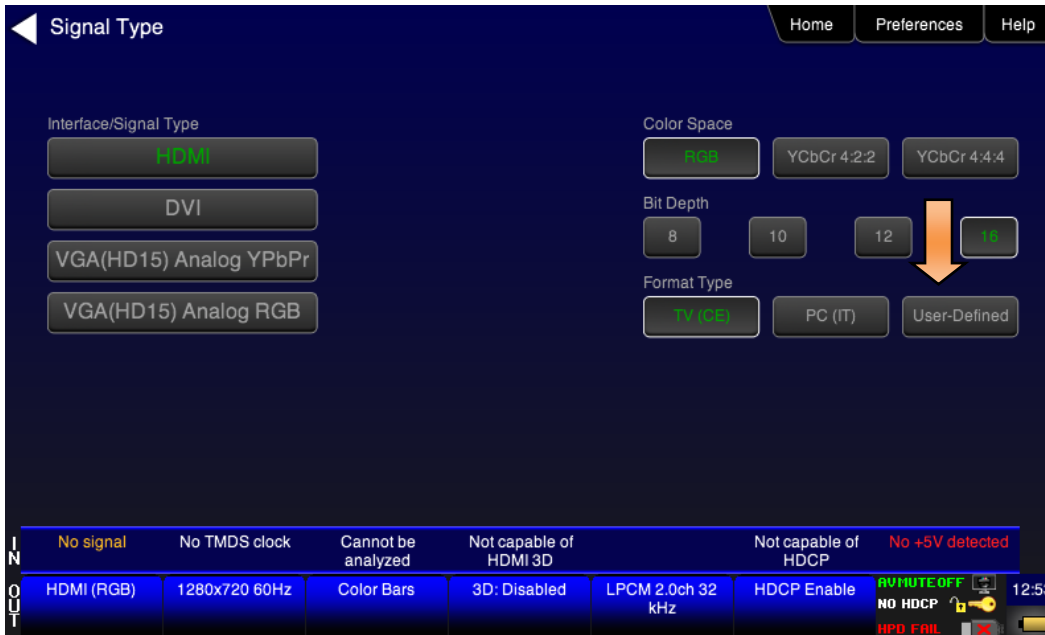 Signal Type
Home
Preferences
Help
Interface/Signal Type
HDMI
DVI
VGA(HD15) Analog YPbPr
VGA(HD15) Analog RGB
Color Space
RGB
YCbCr 4:2:2
YCbCr 4:4:4
Bit Depth
8
10
12
16
Format Type
TV (CE)
PC (IT)
User-Defined
IN
No signal
No TMDS clock
Cannot be
analyzed
Not capable of
HDMI 3D
Not capable of
HDCP
No +5V detected
OUT
HDMI (RGB)
1280x720 60Hz
Color Bars
3D: Disabled
LPCM 2.0ch 32
kHz
HDCP Enable
AVMUTEOFF
NO HDCP
HPD FAIL
12:53